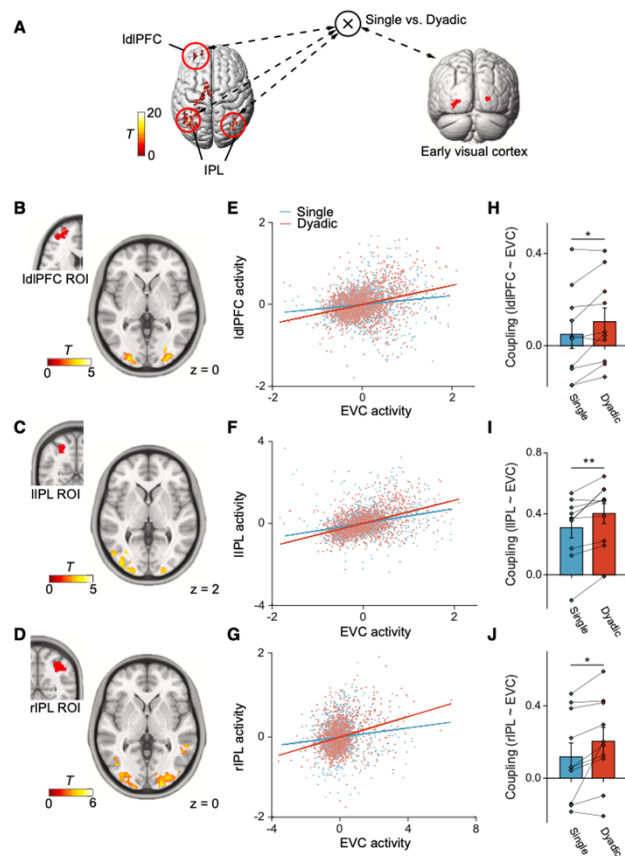 A
Single vs. Dyadic
ldlPFC
20
T
0
IPL
Early visual cortex
B
ldlPFC ROI
T
0 5
z = 0
E
Single
Dyadic
2
0
-2
ldlPFC activity
-2 0 2
EVC activity
H
*
0.4
0.0
Coupling (ldlPFC ~ EVC)
Single
Dyadic
C
lIPL ROI
T
0 5
z = 2
F
4
0
-4
lIPL activity
-2 0 2
EVC activity
I
**
0.8
0.4
0.0
Coupling (lIPL ~ EVC)
Single
Dyadic
D
rIPL ROI
T
0 6
z = 0
G
2
0
-2
rIPL activity
-4 0 4 8
EVC activity
J
*
0.4
0.0
Coupling (rIPL ~ EVC)
Single
Dyadic